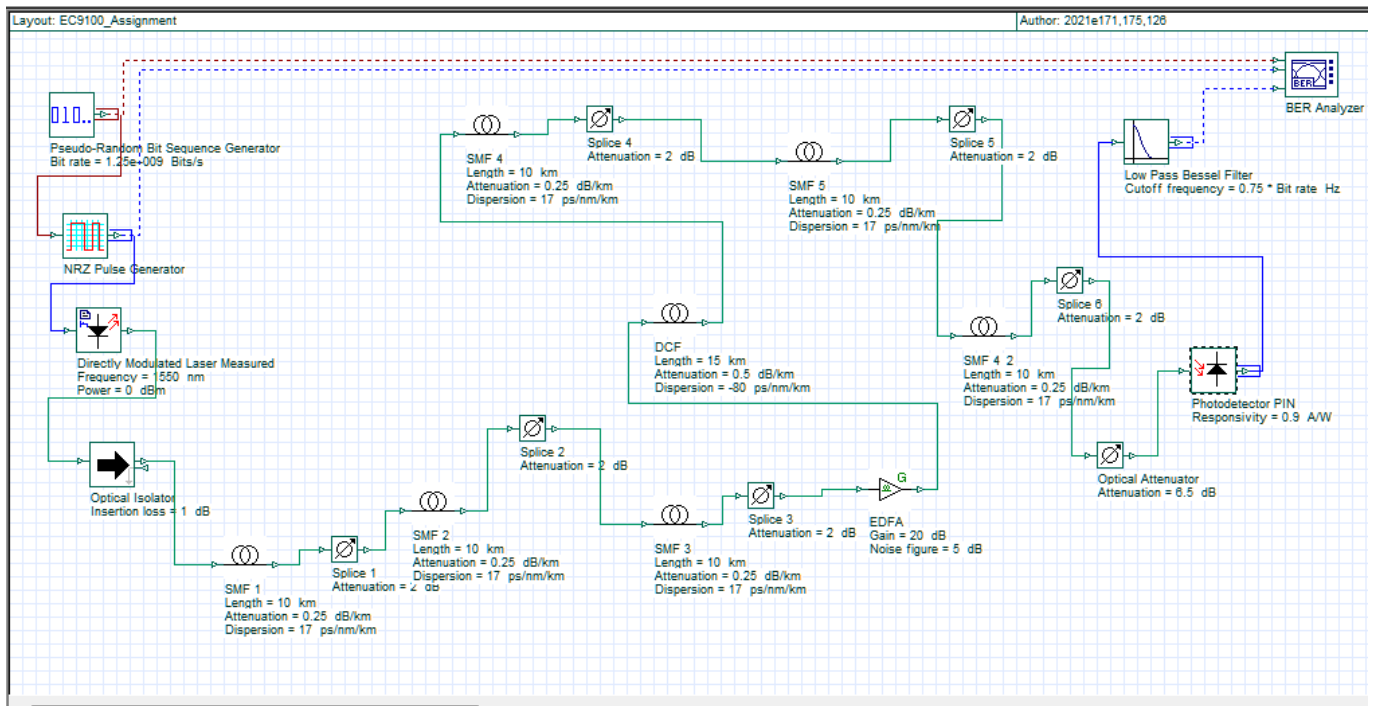 Layout: EC9100_Assignment
Author: 2021e171,175,126
010..
Pseudo-Random Bit Sequence Generator
Bit rate = 1.25e+009 Bits/s
NRZ Pulse Generator
Directly Modulated Laser Measured
Frequency = 1550 nm
Power = 0 dBm
Optical Isolator
Insertion loss = 1 dB
SMF 1
Length = 10 km
Attenuation = 0.25 dB/km
Dispersion = 17 ps/nm/km
Splice 1
Attenuation = 2 dB
SMF 2
Length = 10 km
Attenuation = 0.25 dB/km
Dispersion = 17 ps/nm/km
Splice 2
Attenuation = 2 dB
SMF 3
Length = 10 km
Attenuation = 0.25 dB/km
Dispersion = 17 ps/nm/km
Splice 3
Attenuation = 2 dB
G
EDFA
Gain = 20 dB
Noise figure = 5 dB
DCF
Length = 15 km
Attenuation = 0.5 dB/km
Dispersion = -80 ps/nm/km
SMF 4
Length = 10 km
Attenuation = 0.25 dB/km
Dispersion = 17 ps/nm/km
Splice 4
Attenuation = 2 dB
SMF 5
Length = 10 km
Attenuation = 0.25 dB/km
Dispersion = 17 ps/nm/km
Splice 5
Attenuation = 2 dB
SMF 4_2
Length = 10 km
Attenuation = 0.25 dB/km
Dispersion = 17 ps/nm/km
Splice 6
Attenuation = 2 dB
Optical Attenuator
Attenuation = 6.5 dB
Photodetector PIN
Responsivity = 0.9 A/W
Low Pass Bessel Filter
Cutoff frequency = 0.75 * Bit rate Hz
BER
BER Analyzer